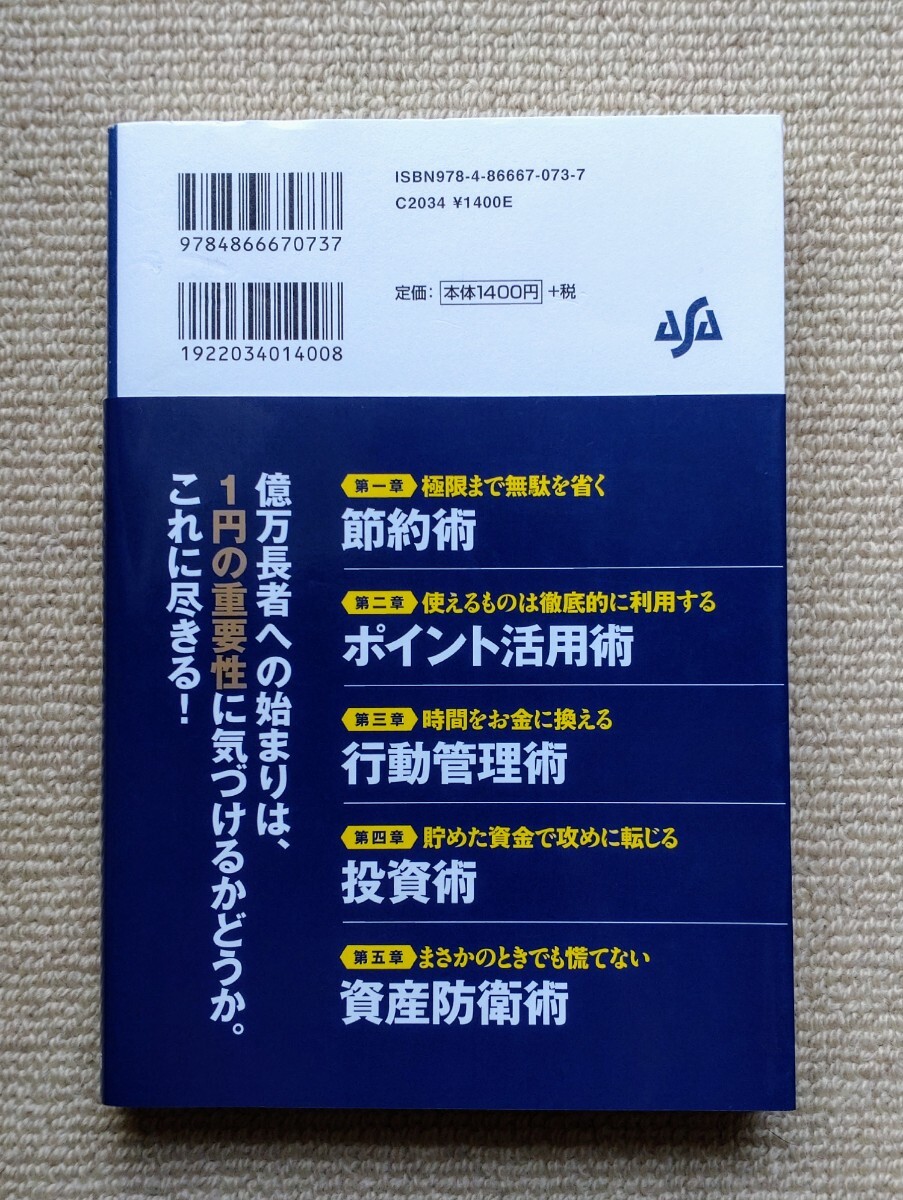 ISBN978-4-86667-073-7
C2034 ¥1400E
9784866670737
定価：本体1400円+税
1922034014008
ASA
億万長者への始まりは、
1円の重要性に気づけるかどうか。
これに尽きる！
第一章 極限まで無駄を省く
節約術
第二章 使えるものは徹底的に利用する
ポイント活用術
第三章 時間をお金に換える
行動管理術
第四章 貯めた資金で攻めに転じる
投資術
第五章 まさかのときでも慌てない
資産防衛術